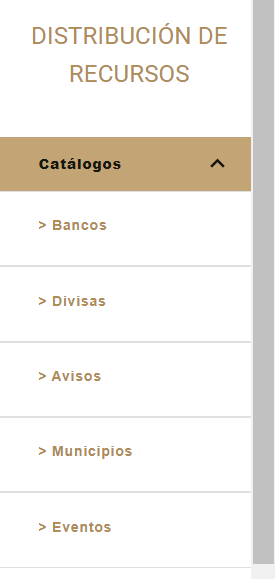 DISTRIBUCIÓN DE
RECURSOS
Catálogos
> Bancos
> Divisas
> Avisos
> Municipios
> Eventos